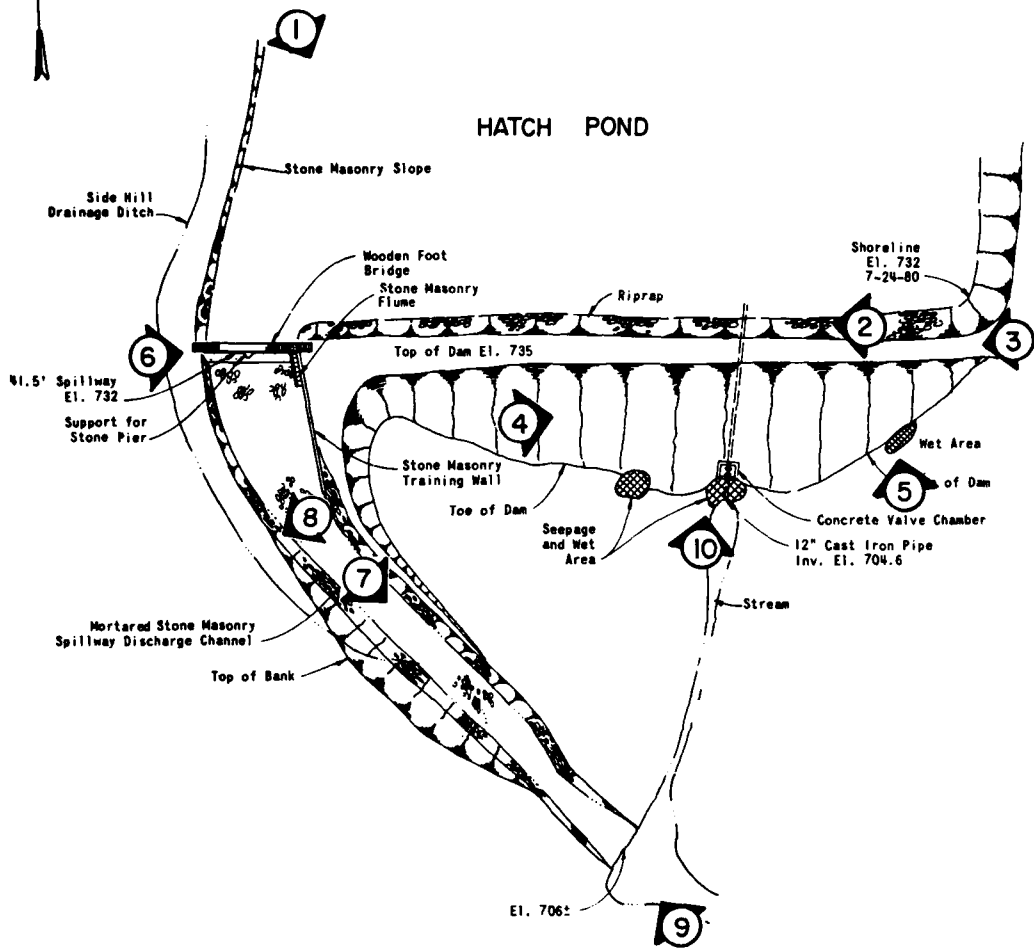 1
HATCH POND
Stone Masonry Slope
Side Hill
Drainage Ditch
Wooden Foot
Bridge
Stone Masonry
Flume
Riprap
Shoreline
El. 732
7-24-80
2
3
6
Top of Dam El. 735
41.5' Spillway
El. 732
Support for
Stone Pier
4
Wet Area
Stone Masonry
Training Wall
5
of Dam
Toe of Dam
Seepage
and Wet
Area
Concrete Valve Chamber
8
10
12" Cast Iron Pipe
Inv. El. 704.6
7
Stream
Mortared Stone Masonry
Spillway Discharge Channel
Top of Bank
El. 706±
9